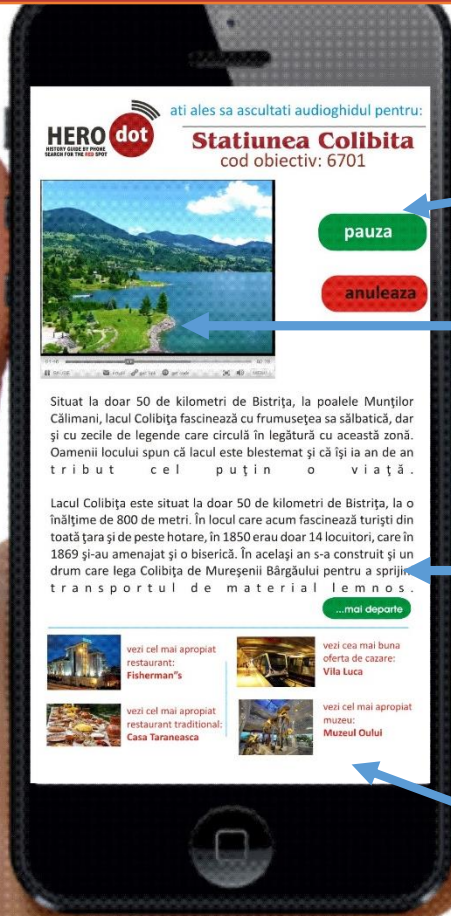 ati ales sa ascultati audioghidul pentru:
HERO dot
HISTORY GUIDE BY PHONE
SEARCH FOR THE RED SPOT
Statiunea Colibita
cod obiectiv: 6701
pauza
anuleaza
Situat la doar 50 de kilometri de Bistriţa, la poalele Munţilor
Călimani, lacul Colibiţa fascinează cu frumuseţea sa sălbatică, dar
şi cu zecile de legende care circulă în legătură cu această zonă.
Oamenii locului spun că lacul este blestemat şi că îşi ia an de an
tribut cel puţin o viaţă.
Lacul Colibiţa este situat la doar 50 de kilometri de Bistriţa, la o
înălţime de 800 de metri. În locul care acum fascinează turişti din
toată ţara şi de peste hotare, în 1850 erau doar 14 locuitori, care în
1869 şi-au amenajat şi o biserică. În acelaşi an s-a construit şi un
drum care lega Colibiţa de Mureşenii Bârgăului pentru a sprijini
transportul de material lemnos.
...mai departe
vezi cel mai apropiat
restaurant:
Fisherman"s
vezi cea mai buna
oferta de cazare:
Vila Luca
vezi cel mai apropiat
restaurant traditional:
Casa Taraneasca
vezi cel mai apropiat
muzeu:
Muzeul Oului